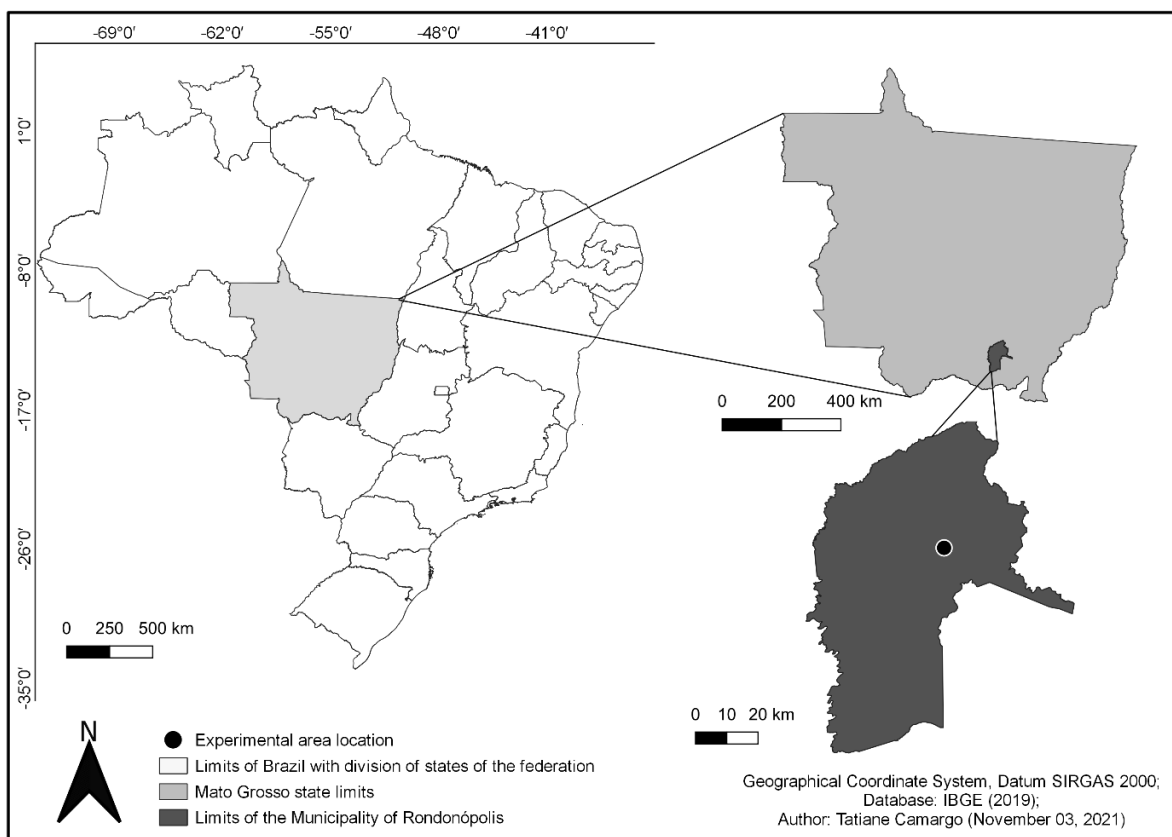 -69°0′ -62°0′ -55°0′ -48°0′ -41°0′
1°0′
-8°0′
-17°0′
-26°0′
-35°0′
0 250 500 km
0 200 400 km
0 10 20 km
N
Experimental area location
Limits of Brazil with division of states of the federation
Mato Grosso state limits
Limits of the Municipality of Rondonópolis
Geographical Coordinate System, Datum SIRGAS 2000;
Database: IBGE (2019);
Author: Tatiane Camargo (November 03, 2021)